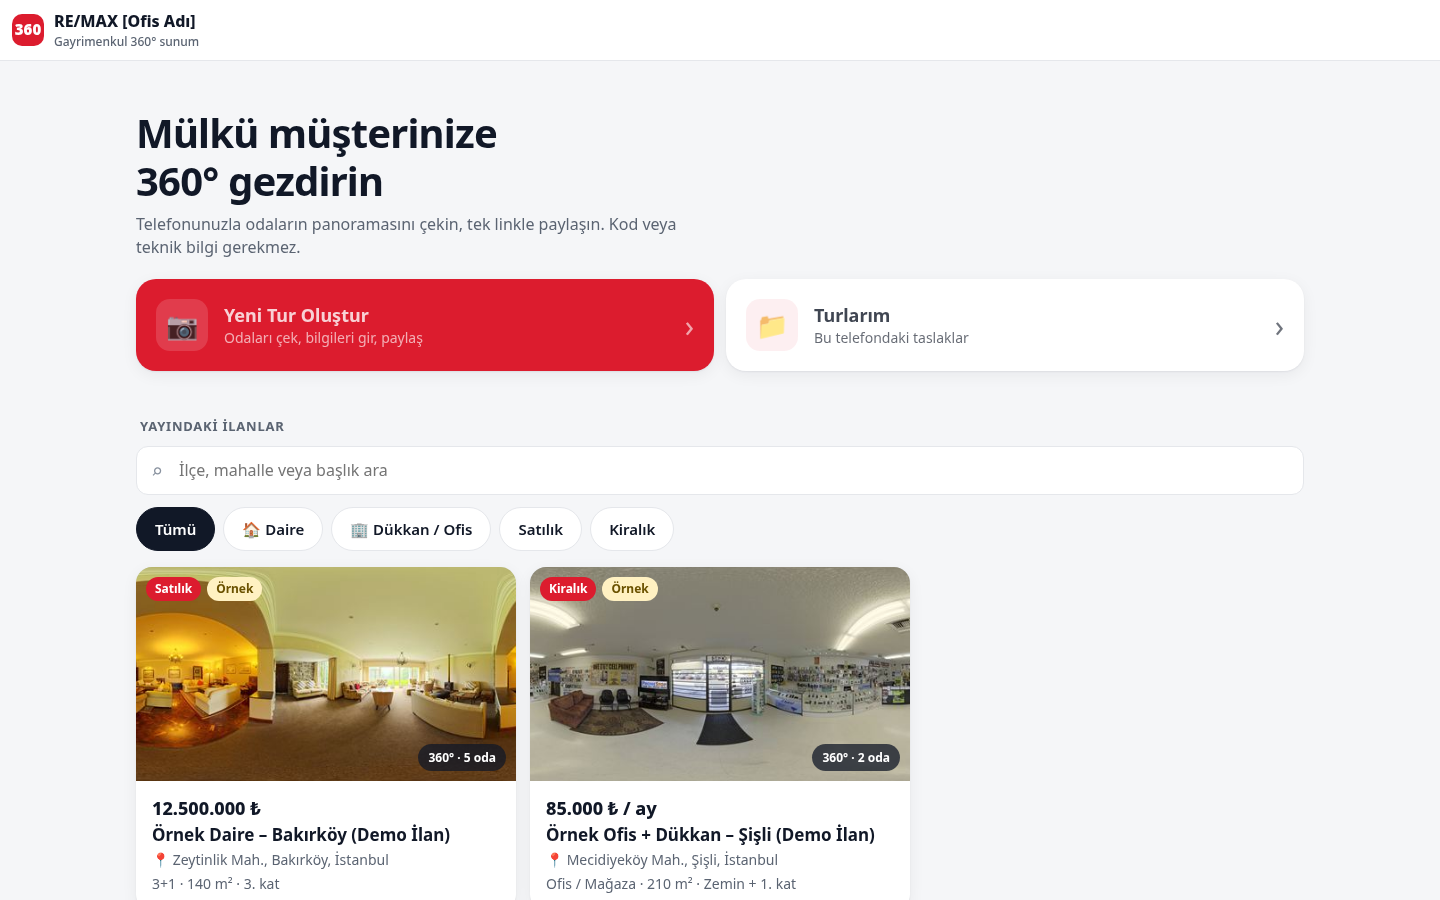 360
RE/MAX [Ofis Adı]
Gayrimenkul 360° sunum
Mülkü müşterinize
360° gezdirin
Telefonunuzla odaların panoramasını çekin, tek linkle paylaşın. Kod veya
teknik bilgi gerekmez.
Yeni Tur Oluştur
Odaları çek, bilgileri gir, paylaş
Turlarım
Bu telefondaki taslaklar
YAYINDAKİ İLANLAR
İlçe, mahalle veya başlık ara
Tümü
Daire
Dükkan / Ofis
Satılık
Kiralık
Satılık
Örnek
360° · 5 oda
12.500.000 ₺
Örnek Daire – Bakırköy (Demo İlan)
Zeytinlik Mah., Bakırköy, İstanbul
3+1 · 140 m² · 3. kat
Kiralık
Örnek
360° · 2 oda
85.000 ₺ / ay
Örnek Ofis + Dükkan – Şişli (Demo İlan)
Mecidiyeköy Mah., Şişli, İstanbul
Ofis / Mağaza · 210 m² · Zemin + 1. kat